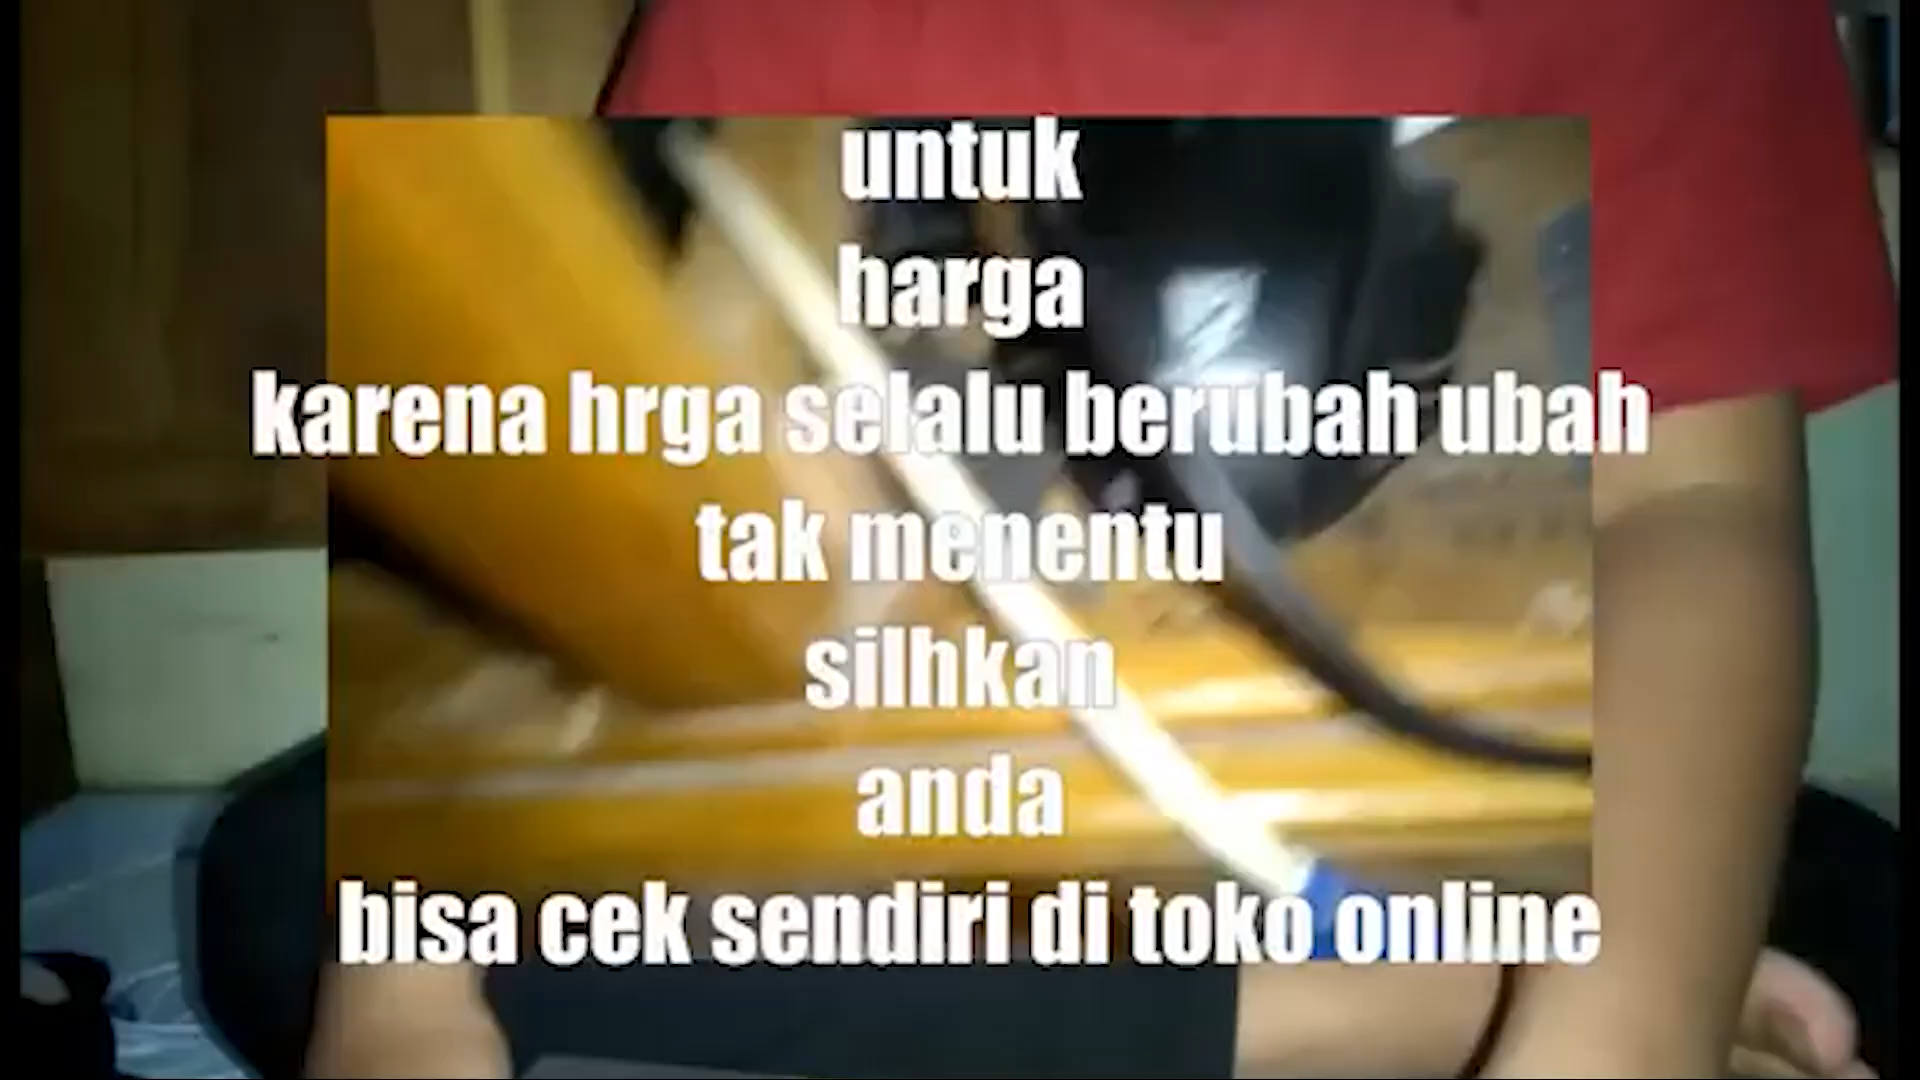 untuk
harga
karena hrga selalu berubah ubah
tak menentu
silhkan
anda
bisa cek sendiri di toko online